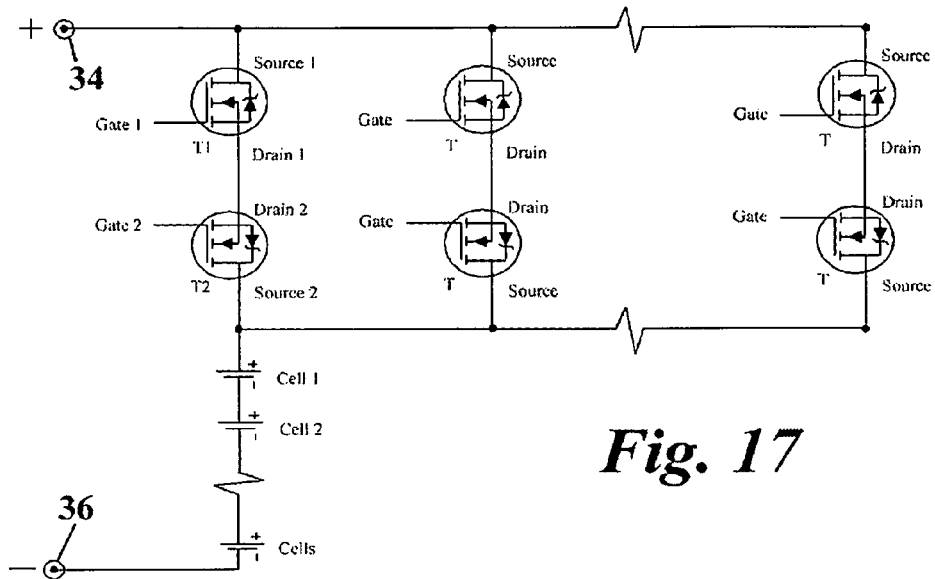 +
34
Source 1
Source
Source
Gate 1
Gate
Gate
T1
T
T
Drain 1
Drain
Drain
Gate 2
Drain 2
Gate
Drain
Gate
Drain
T2
T
T
Source 2
Source
Source
+
-
Cell 1
+
-
Cell 2
Fig. 17
36
+
-
Cells
-